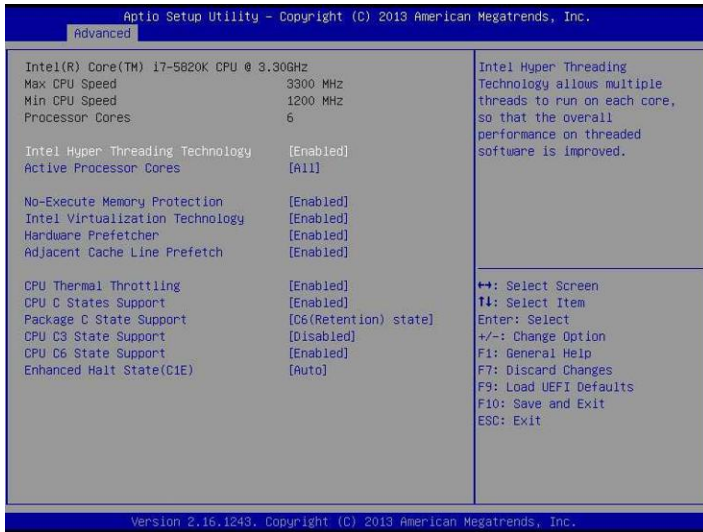 Aptio Setup Utility – Copyright (C) 2013 American Megatrends, Inc.
Advanced
Intel(R) Core(TM) i7-5820K CPU @ 3.30GHz
Max CPU Speed 3300 MHz
Min CPU Speed 1200 MHz
Processor Cores 6
Intel Hyper Threading Technology [Enabled]
Active Processor Cores [All]
No-Execute Memory Protection [Enabled]
Intel Virtualization Technology [Enabled]
Hardware Prefetcher [Enabled]
Adjacent Cache Line Prefetch [Enabled]
CPU Thermal Throttling [Enabled]
CPU C States Support [Enabled]
Package C State Support [C6(Retention) state]
CPU C3 State Support [Disabled]
CPU C6 State Support [Enabled]
Enhanced Halt State(C1E) [Auto]
Intel Hyper Threading
Technology allows multiple
threads to run on each core,
so that the overall
performance on threaded
software is improved.
↔: Select Screen
↑↓: Select Item
Enter: Select
+/-: Change Option
F1: General Help
F7: Discard Changes
F9: Load UEFI Defaults
F10: Save and Exit
ESC: Exit
Version 2.16.1243. Copyright (C) 2013 American Megatrends, Inc.